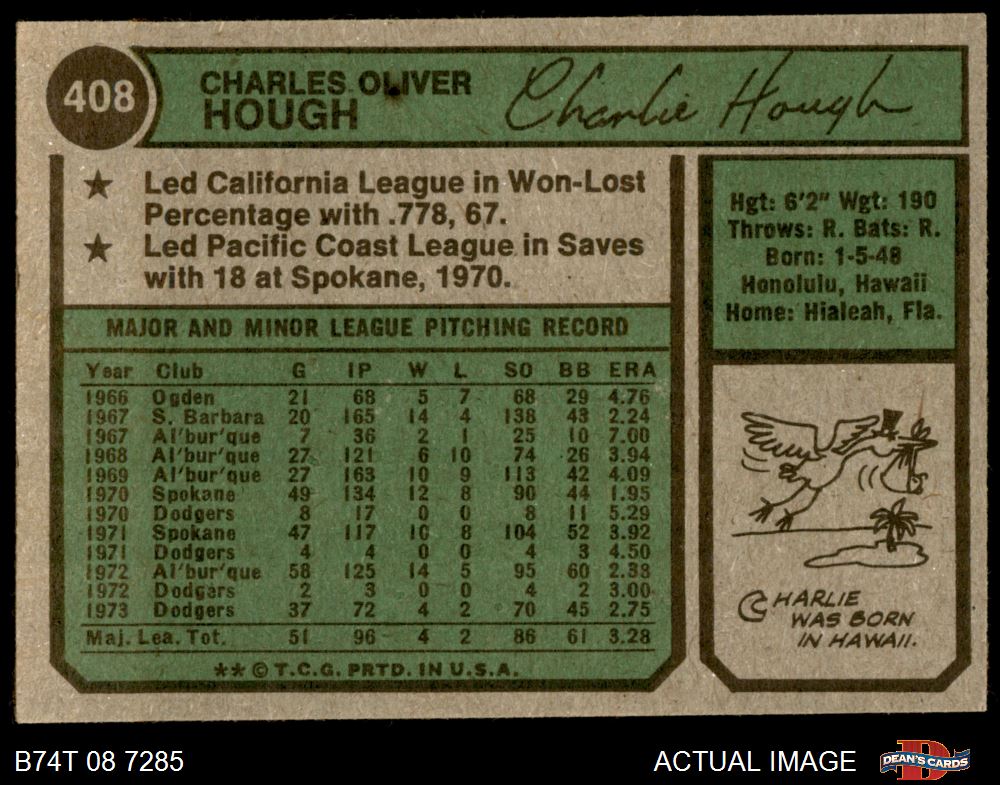 408
CHARLES OLIVER
HOUGH
Charlie Hough
★ Led California League in Won-Lost
Percentage with .778, 67.
★ Led Pacific Coast League in Saves
with 18 at Spokane, 1970.
MAJOR AND MINOR LEAGUE PITCHING RECORD
Year Club G IP W L SO BB ERA
1966 Ogden 21 68 5 7 68 29 4.76
1967 S. Barbara 20 165 14 4 138 43 2.24
1967 Al'bur'que 7 36 2 1 25 10 7.00
1968 Al'bur'que 27 121 6 10 74 26 3.94
1969 Al'bur'que 27 163 10 9 113 42 4.09
1970 Spokane 49 134 12 8 90 44 1.95
1970 Dodgers 8 17 0 0 8 11 5.29
1971 Spokane 47 117 10 8 104 52 3.92
1971 Dodgers 4 4 0 0 4 3 4.50
1972 Al'bur'que 58 125 14 5 95 60 2.38
1972 Dodgers 2 3 0 0 4 2 3.00
1973 Dodgers 37 72 4 2 70 45 2.75
Maj. Lea. Tot. 51 96 4 2 86 61 3.28
** © T.C.G. PRTD. IN U.S.A.
Hgt: 6'2" Wgt: 190
Throws: R. Bats: R.
Born: 1-5-48
Honolulu, Hawaii
Home: Hialeah, Fla.
CHARLIE
WAS BORN
IN HAWAII.
B74T 08 7285
ACTUAL IMAGE
D
DEAN'S CARDS